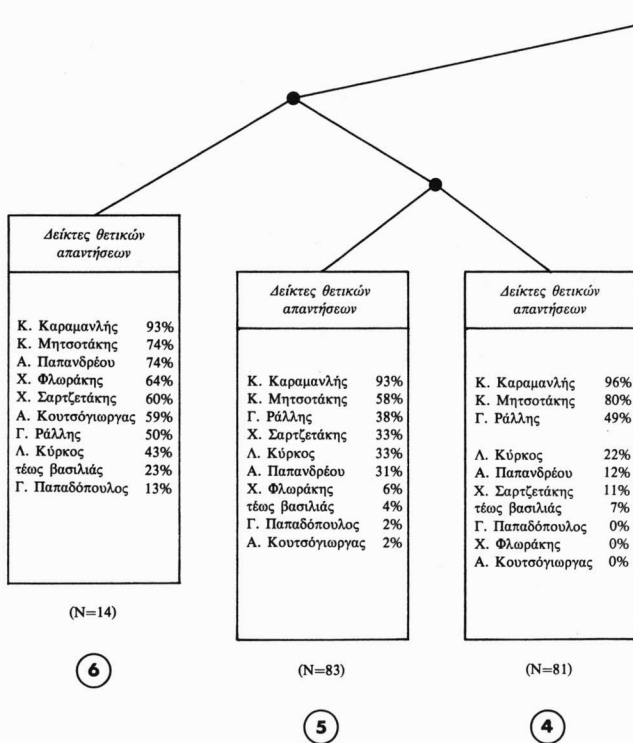 Δείκτες θετικών
απαντήσεων
Κ. Καραμανλής 93%
Κ. Μητσοτάκης 74%
Α. Παπανδρέου 74%
Χ. Φλωράκης 64%
Χ. Σαρτζετάκης 60%
Α. Κουτσόγιωργας 59%
Γ. Ράλλης 50%
Λ. Κύρκος 43%
τέως βασιλιάς 23%
Γ. Παπαδόπουλος 13%
(N=14)
6
Δείκτες θετικών
απαντήσεων
Κ. Καραμανλής 93%
Κ. Μητσοτάκης 58%
Γ. Ράλλης 38%
Χ. Σαρτζετάκης 33%
Λ. Κύρκος 33%
Α. Παπανδρέου 31%
Χ. Φλωράκης 6%
τέως βασιλιάς 4%
Γ. Παπαδόπουλος 2%
Α. Κουτσόγιωργας 2%
(N=83)
5
Δείκτες θετικών
απαντήσεων
Κ. Καραμανλής 96%
Κ. Μητσοτάκης 80%
Γ. Ράλλης 49%
Λ. Κύρκος 22%
Α. Παπανδρέου 12%
Χ. Σαρτζετάκης 11%
τέως βασιλιάς 7%
Γ. Παπαδόπουλος 0%
Χ. Φλωράκης 0%
Α. Κουτσόγιωργας 0%
(N=81)
4